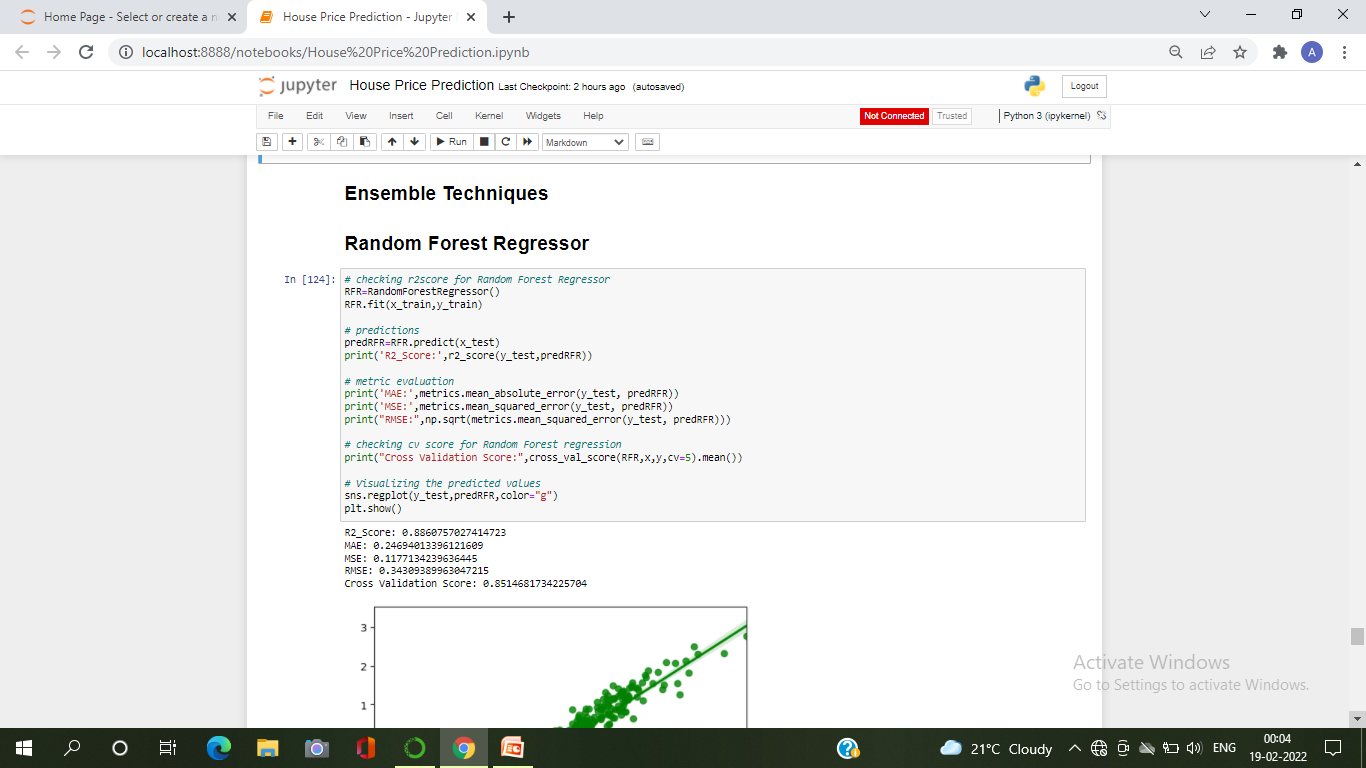 Home Page - Select or create a n
House Price Prediction - Jupyter
localhost:8888/notebooks/House%20Price%20Prediction.ipynb
A
jupyter House Price Prediction Last Checkpoint: 2 hours ago (autosaved)
Logout
File Edit View Insert Cell Kernel Widgets Help
Not Connected Trusted Python 3 (ipykernel)
Run Markdown
Ensemble Techniques
Random Forest Regressor
In [124]:
# checking r2score for Random Forest Regressor
RFR=RandomForestRegressor()
RFR.fit(x_train,y_train)
# predictions
predRFR=RFR.predict(x_test)
print('R2_Score:',r2_score(y_test,predRFR))
# metric evaluation
print('MAE:',metrics.mean_absolute_error(y_test, predRFR))
print('MSE:',metrics.mean_squared_error(y_test, predRFR))
print("RMSE:",np.sqrt(metrics.mean_squared_error(y_test, predRFR)))
# checking cv score for Random Forest regression
print("Cross Validation Score:",cross_val_score(RFR,x,y,cv=5).mean())
# Visualizing the predicted values
sns.regplot(y_test,predRFR,color="g")
plt.show()
R2_Score: 0.8860757027414723
MAE: 0.24694013396121609
MSE: 0.1177134239636445
RMSE: 0.34309389963047215
Cross Validation Score: 0.8514681734225704
3
2
1
Activate Windows
Go to Settings to activate Windows.
21°C Cloudy
ENG
00:04
19-02-2022